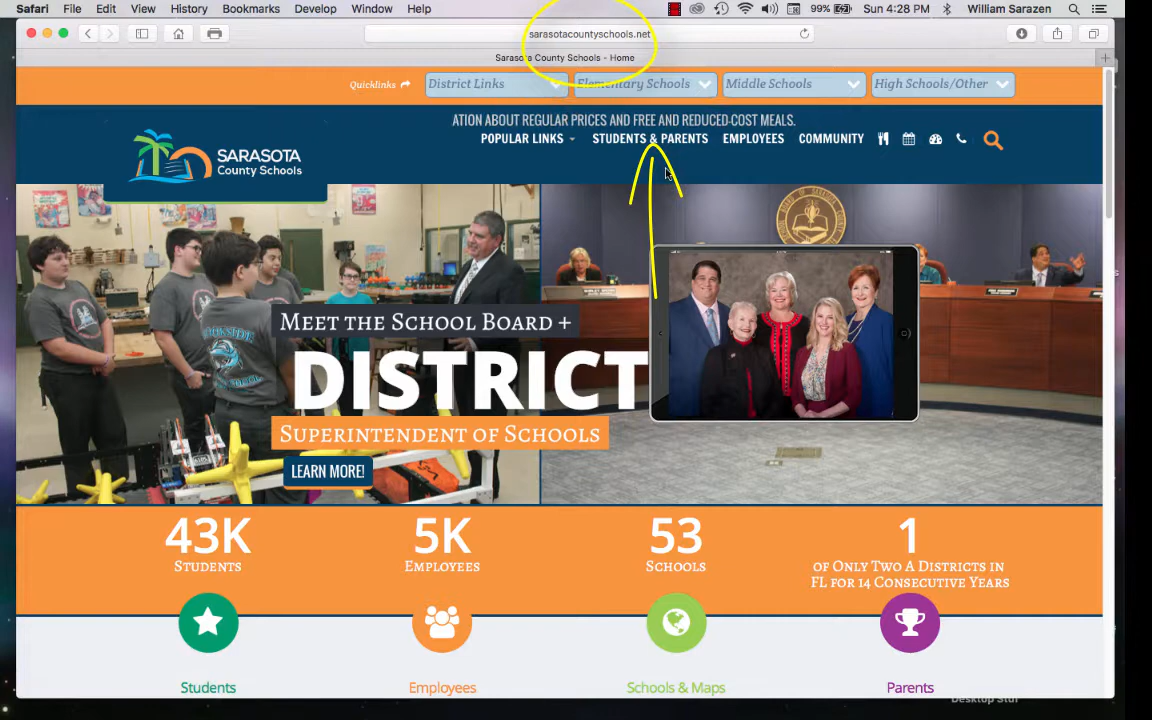 Safari File Edit View History Bookmarks Develop Window Help 99% Sun 4:28 PM William Sarazen
sarasotacountyschools.net
Sarasota County Schools - Home
Quicklinks District Links Elementary Schools Middle Schools High Schools/Other
ATION ABOUT REGULAR PRICES AND FREE AND REDUCED-COST MEALS.
POPULAR LINKS STUDENTS & PARENTS EMPLOYEES COMMUNITY
SARASOTA
County Schools
MEET THE SCHOOL BOARD +
DISTRICT
SUPERINTENDENT OF SCHOOLS
LEARN MORE!
43K
STUDENTS
5K
EMPLOYEES
53
SCHOOLS
1
OF ONLY TWO A DISTRICTS IN
FL FOR 14 CONSECUTIVE YEARS
Students Employees Schools & Maps Parents
Desktop Stuf